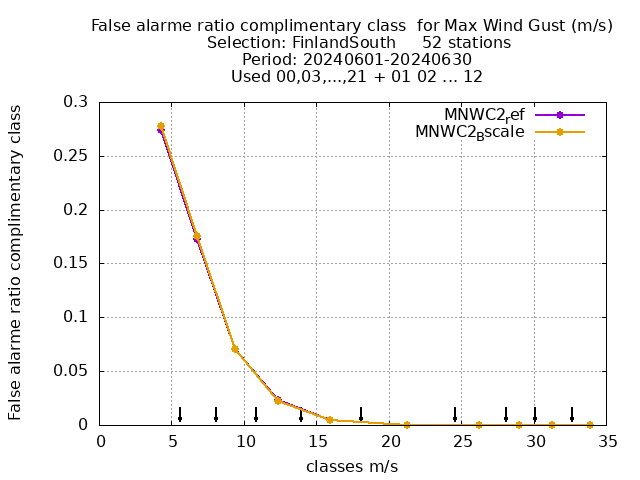 False alarme ratio complimentary class  for Max Wind Gust (m/s)
Selection: FinlandSouth     52 stations
Period: 20240601-20240630
Used 00,03,...,21 + 01 02 ... 12
False alarme ratio complimentary class
0.3
0.25
0.2
0.15
0.1
0.05
0
MNWC2_ref
MNWC2_Bscale
0 5 10 15 20 25 30 35
classes m/s